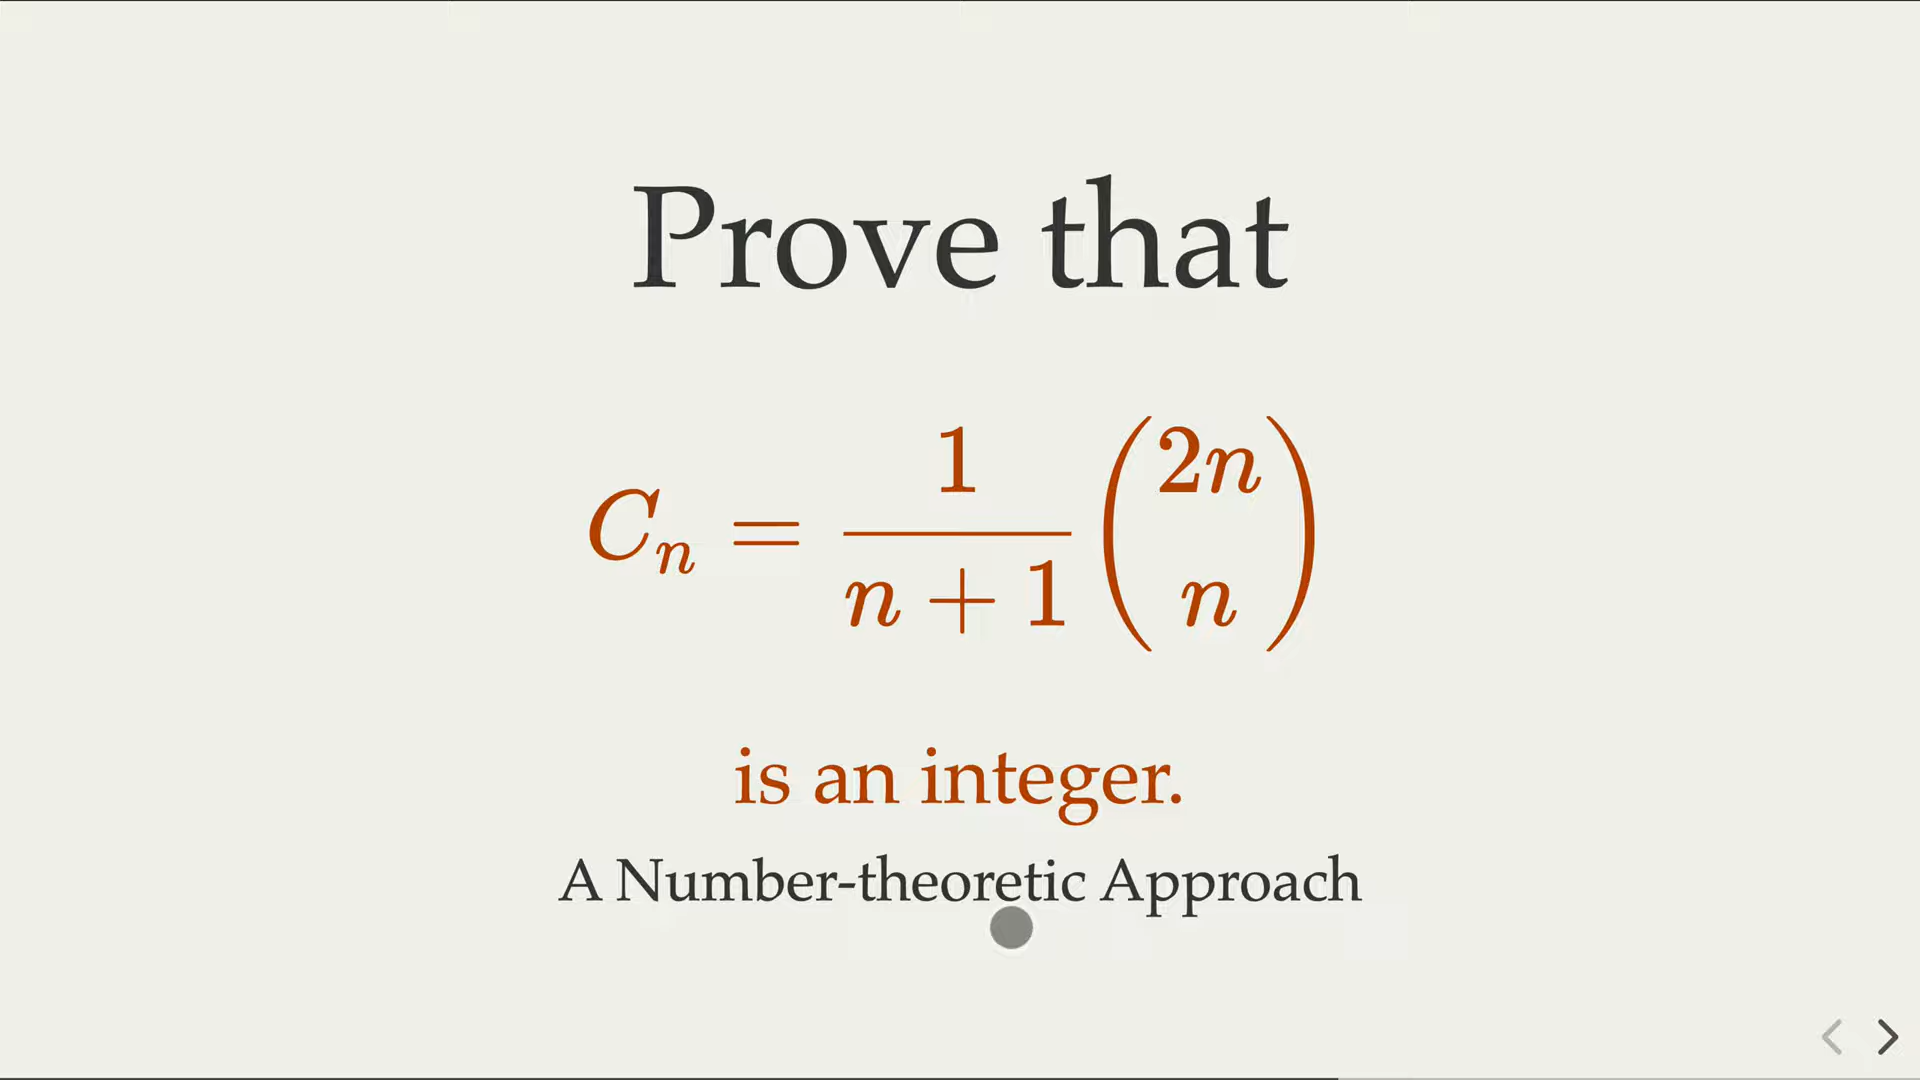 Prove that
C_n = \frac{1}{n+1} \binom{2n}{n}
is an integer.
A Number-theoretic Approach